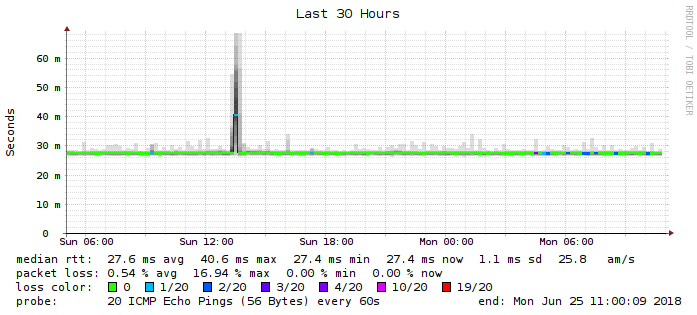 Last 30 Hours
RRDTOOL / TOBI OETIKER
Seconds
60 m
50 m
40 m
30 m
20 m
10 m
0
Sun 06:00 Sun 12:00 Sun 18:00 Mon 00:00 Mon 06:00
median rtt: 27.6 ms avg 40.6 ms max 27.4 ms min 27.4 ms now 1.1 ms sd 25.8 am/s
packet loss: 0.54 % avg 16.94 % max 0.00 % min 0.00 % now
loss color: 0 1/20 2/20 3/20 4/20 10/20 19/20
probe: 20 ICMP Echo Pings (56 Bytes) every 60s end: Mon Jun 25 11:00:09 2018